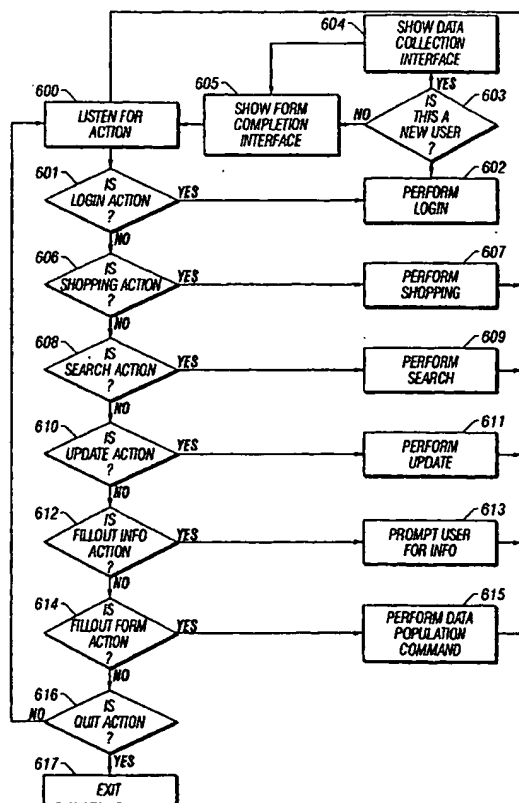 604
SHOW DATA
COLLECTION
INTERFACE
600
605
YES
603
LISTEN FOR
ACTION
SHOW FORM
COMPLETION
INTERFACE
NO
IS
THIS A
NEW USER
?
601
IS
LOGIN ACTION
?
YES
602
PERFORM
LOGIN
NO
606
IS
SHOPPING ACTION
?
YES
607
PERFORM
SHOPPING
NO
608
IS
SEARCH ACTION
?
YES
609
PERFORM
SEARCH
NO
610
IS
UPDATE ACTION
?
YES
611
PERFORM
UPDATE
NO
612
IS
FILLOUT INFO
ACTION
?
YES
613
PROMPT USER
FOR INFO
NO
614
IS
FILLOUT FORM
ACTION
?
YES
615
PERFORM DATA
POPULATION
COMMAND
NO
616
NO
IS
QUIT ACTION
?
YES
617
EXIT